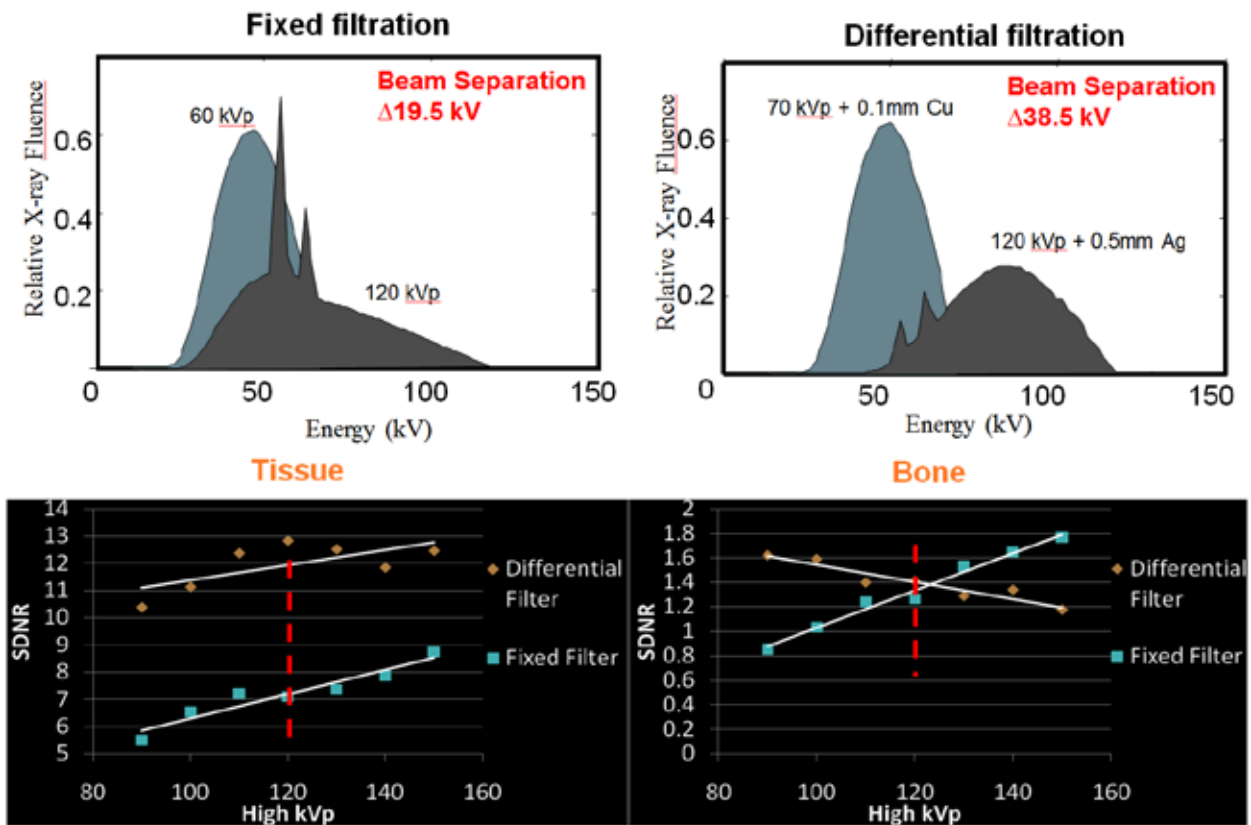 Fixed filtration
Beam Separation
Δ19.5 kV
60 kVp
120 kVp
Relative X-ray Fluence
0.6
0.4
0.2
0
50
100
150
Energy (kV)
Differential filtration
Beam Separation
Δ38.5 kV
70 kVp + 0.1mm Cu
120 kVp + 0.5mm Ag
Relative X-ray Fluence
0.6
0.4
0.2
0
50
100
150
Energy (kV)
Tissue
14
13
12
11
10
9
8
7
6
5
SDNR
80
100
120
140
160
High kVp
Differential
Filter
Fixed Filter
Bone
2
1.8
1.6
1.4
1.2
1
0.8
0.6
0.4
0.2
0
SDNR
80
100
120
140
160
High kVp
Differential
Filter
Fixed Filter